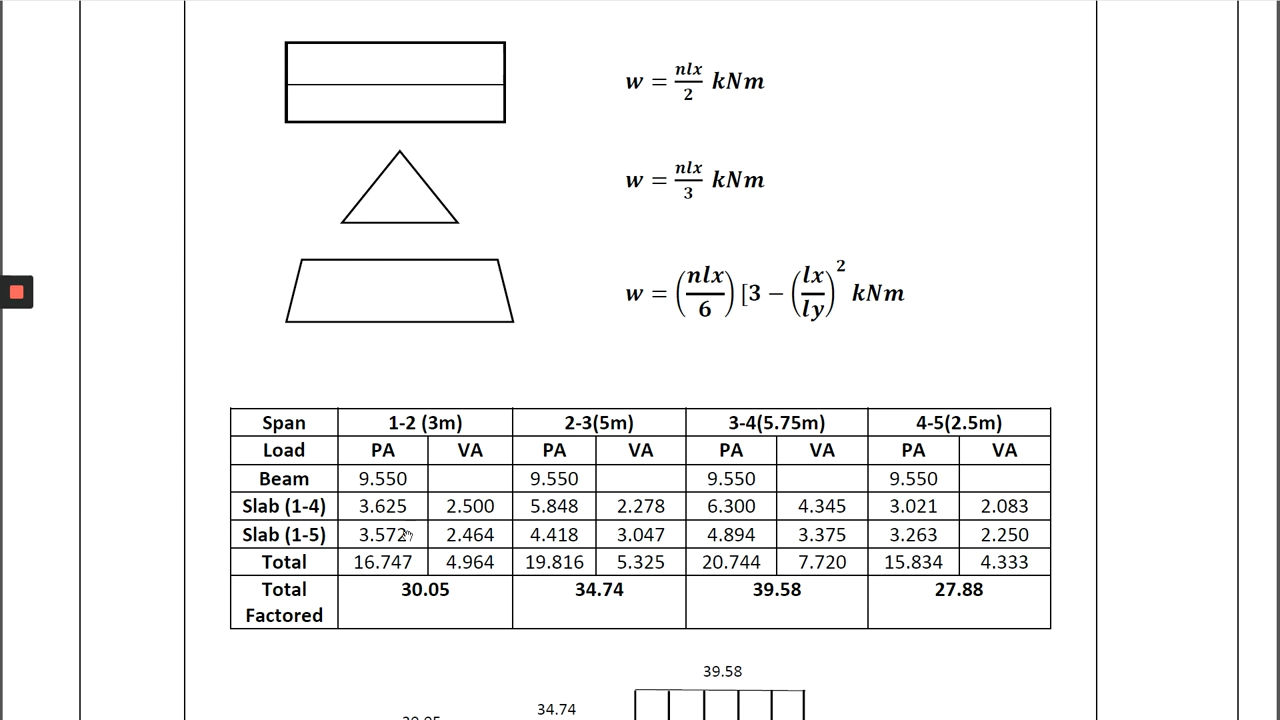 w = nlx/2 kNm
w = nlx/3 kNm
w = (nlx/6) [3 − (lx/ly)² kNm
Span 1-2 (3m) 2-3(5m) 3-4(5.75m) 4-5(2.5m)
Load PA VA PA VA PA VA PA VA
Beam 9.550 9.550 9.550 9.550
Slab (1-4) 3.625 2.500 5.848 2.278 6.300 4.345 3.021 2.083
Slab (1-5) 3.572 2.464 4.418 3.047 4.894 3.375 3.263 2.250
Total 16.747 4.964 19.816 5.325 20.744 7.720 15.834 4.333
Total 30.05 34.74 39.58 27.88
Factored
39.58
34.74
30.05